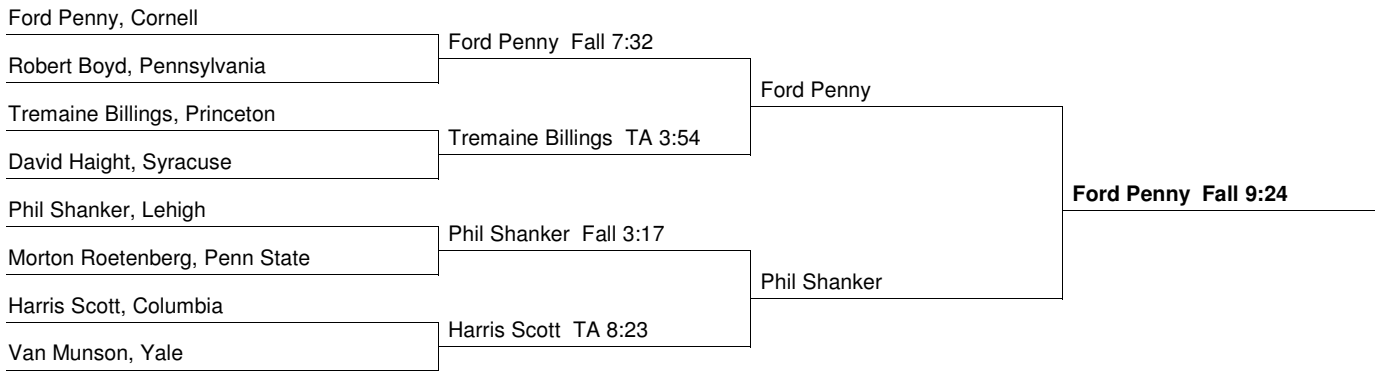 Ford Penny, Cornell
Robert Boyd, Pennsylvania
Tremaine Billings, Princeton
David Haight, Syracuse
Phil Shanker, Lehigh
Morton Roetenberg, Penn State
Harris Scott, Columbia
Van Munson, Yale
Ford Penny  Fall 7:32
Tremaine Billings  TA 3:54
Phil Shanker  Fall 3:17
Harris Scott  TA 8:23
Ford Penny
Phil Shanker
Ford Penny  Fall 9:24